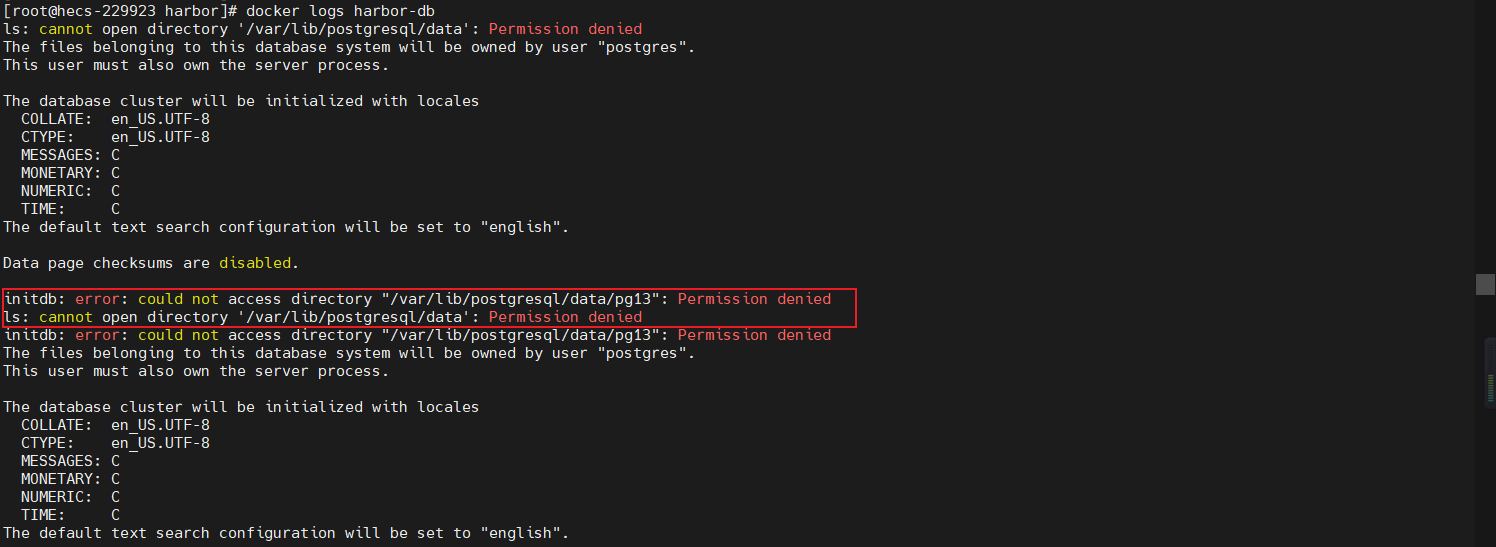 [root@hecs-229923 harbor]# docker logs harbor-db
ls: cannot open directory '/var/lib/postgresql/data': Permission denied
The files belonging to this database system will be owned by user "postgres".
This user must also own the server process.
The database cluster will be initialized with locales
  COLLATE:  en_US.UTF-8
  CTYPE:    en_US.UTF-8
  MESSAGES: C
  MONETARY: C
  NUMERIC:  C
  TIME:     C
The default text search configuration will be set to "english".
Data page checksums are disabled.
initdb: error: could not access directory "/var/lib/postgresql/data/pg13": Permission denied
ls: cannot open directory '/var/lib/postgresql/data': Permission denied
initdb: error: could not access directory "/var/lib/postgresql/data/pg13": Permission denied
The files belonging to this database system will be owned by user "postgres".
This user must also own the server process.
The database cluster will be initialized with locales
  COLLATE:  en_US.UTF-8
  CTYPE:    en_US.UTF-8
  MESSAGES: C
  MONETARY: C
  NUMERIC:  C
  TIME:     C
The default text search configuration will be set to "english".